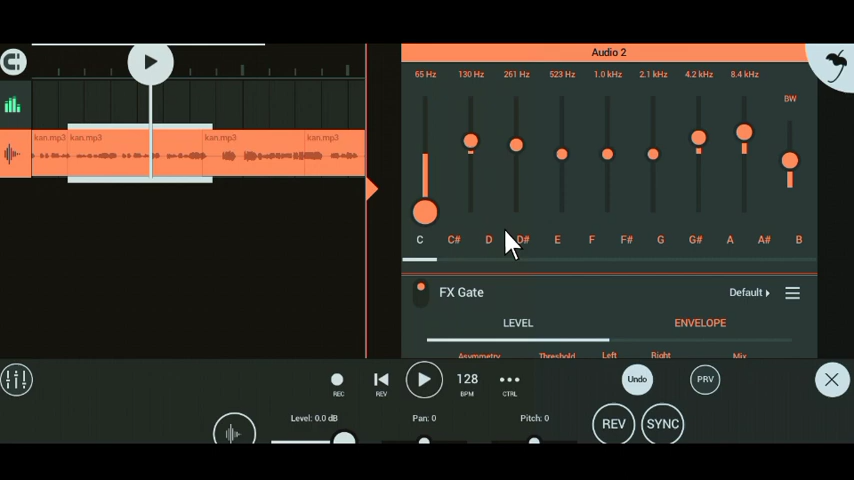 Audio 2
65 Hz 130 Hz 261 Hz 523 Hz 1.0 kHz 2.1 kHz 4.2 kHz 8.4 kHz
BW
kan.mp3 kan.mp3 kan.mp3 kan.mp3
C C# D D# E F F# G G# A A# B
FX Gate Default
LEVEL ENVELOPE
Asymmetry Threshold Left Right Mix
128 Undo PRV
REC REV BPM CTRL
Level: 0.0 dB Pan: 0 Pitch: 0 REV SYNC